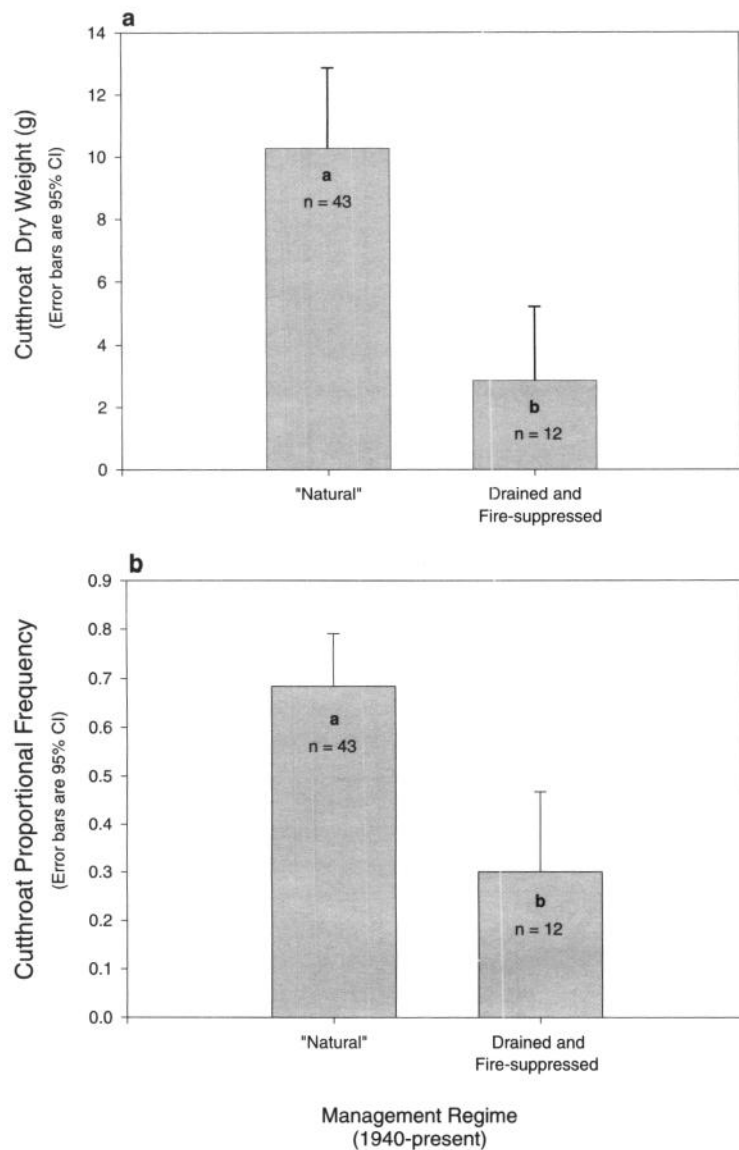 a
14
12
10
8
6
4
2
0
Cutthroat Dry Weight (g)
(Error bars are 95% CI)
a
n = 43
b
n = 12
"Natural"
Drained and
Fire-suppressed
b
0.9
0.8
0.7
0.6
0.5
0.4
0.3
0.2
0.1
0.0
Cutthroat Proportional Frequency
(Error bars are 95% CI)
a
n = 43
b
n = 12
"Natural"
Drained and
Fire-suppressed
Management Regime
(1940-present)